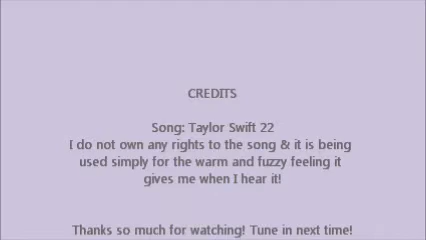 CREDITS
Song: Taylor Swift 22
I do not own any rights to the song & it is being
used simply for the warm and fuzzy feeling it
gives me when I hear it!
Thanks so much for watching! Tune in next time!